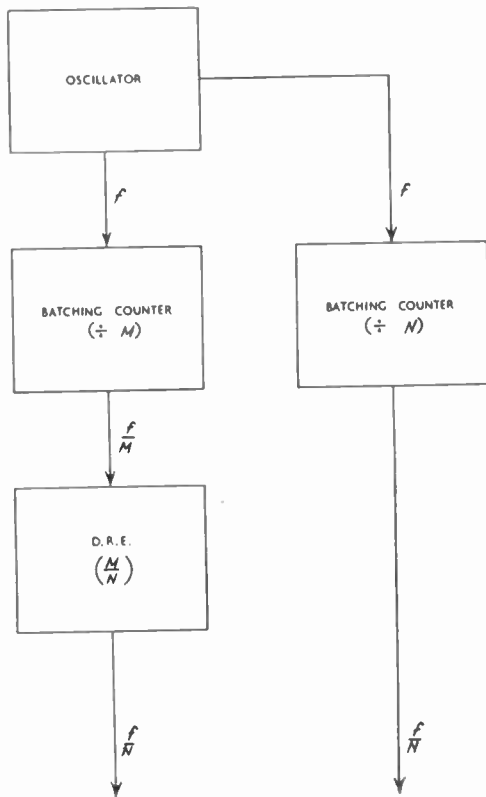 OSCILLATOR
f
f
BATCHING COUNTER
(÷ M)
BATCHING COUNTER
(÷ N)
f/M
D.R.E.
(M/N)
f/N
f/N